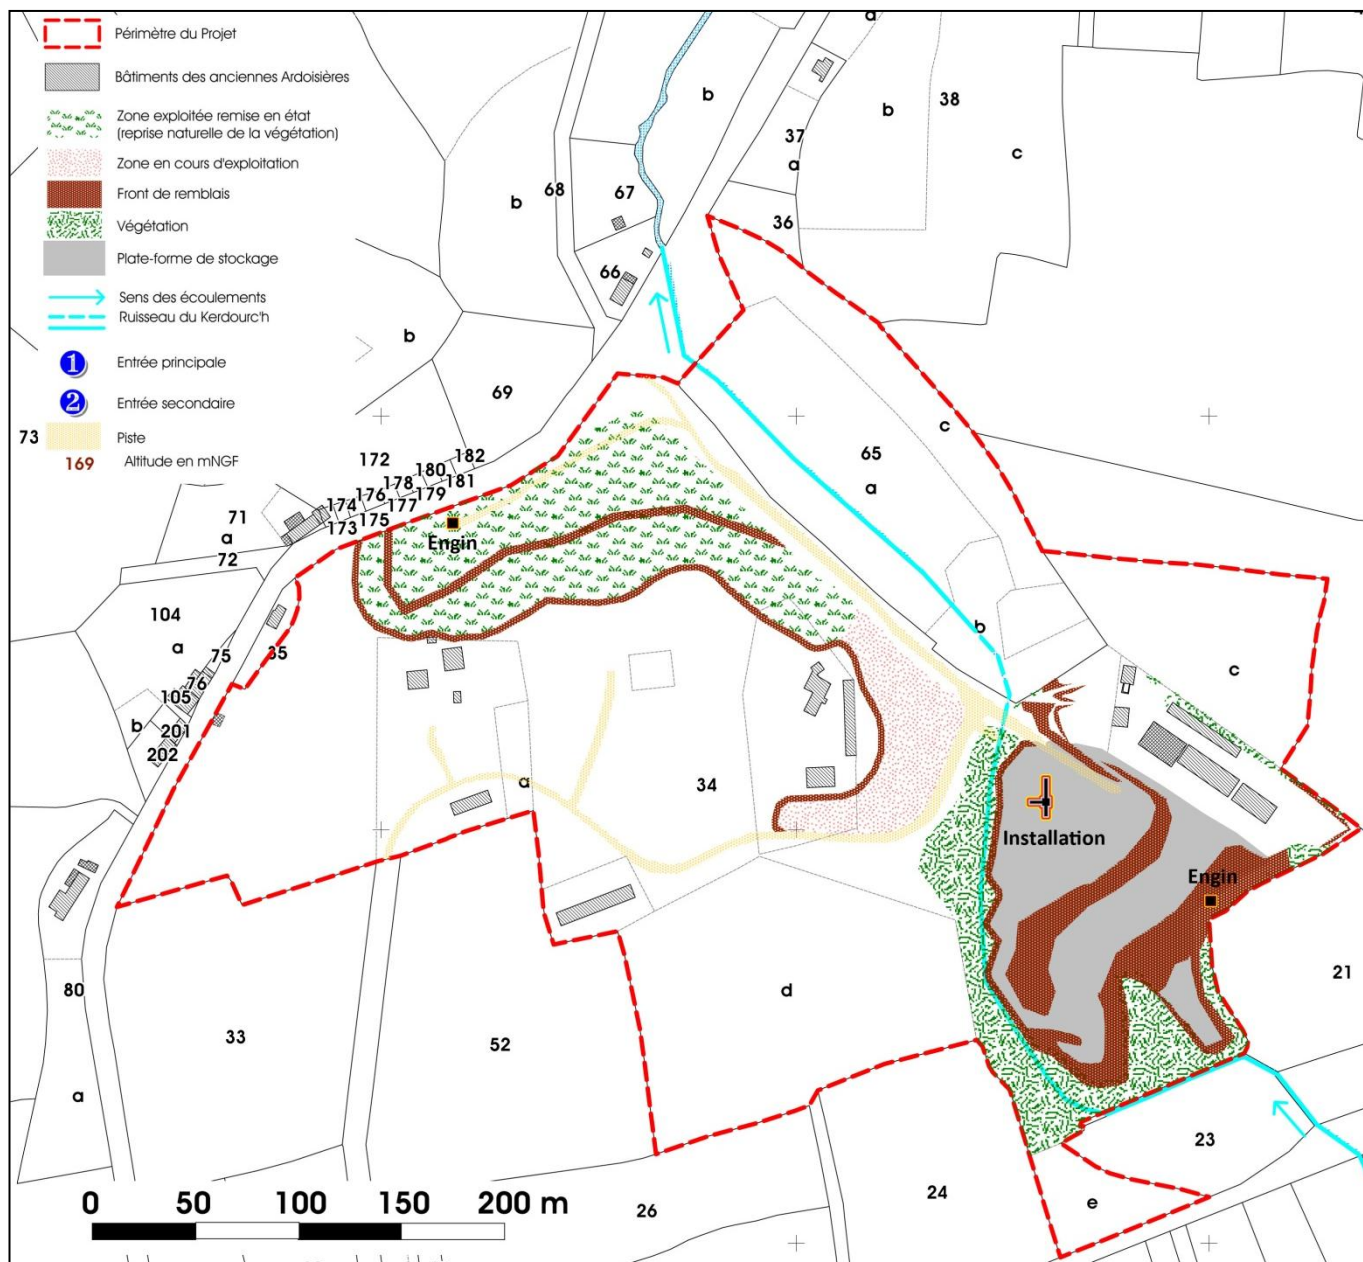 Périmètre du Projet
Bâtiments des anciennes Ardoisières
Zone exploitée remise en état
(reprise naturelle de la végétation)
Zone en cours d'exploitation
Front de remblais
Végétation
Plate-forme de stockage
Sens des écoulements
Ruisseau du Kerdourc'h
1
Entrée principale
2
Entrée secondaire
Piste
169
Altitude en mNGF
a
b
b
38
37
a
c
b
68
67
36
66
b
69
c
73
65
a
172
182
180
181
178
179
176
177
174
175
173
71
a
72
Engin
104
a
75
35
76
105
b
201
202
b
c
a
34
Installation
Engin
80
a
33
52
d
21
23
24
26
e
0
50
100
150
200 m